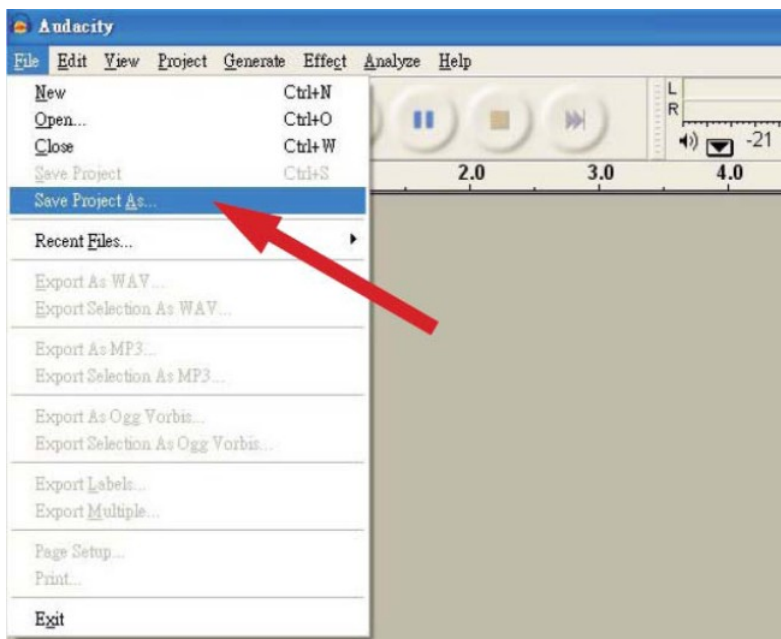 Audacity
File Edit View Project Generate Effect Analyze Help
New Ctrl+N
Open... Ctrl+O
Close Ctrl+W
Save Project Ctrl+S
Save Project As...
Recent Files...
Export As WAV...
Export Selection As WAV...
Export As MP3...
Export Selection As MP3...
Export As Ogg Vorbis...
Export Selection As Ogg Vorbis...
Export Labels...
Export Multiple...
Page Setup...
Print...
Exit
L
R
-21
2.0 3.0 4.0